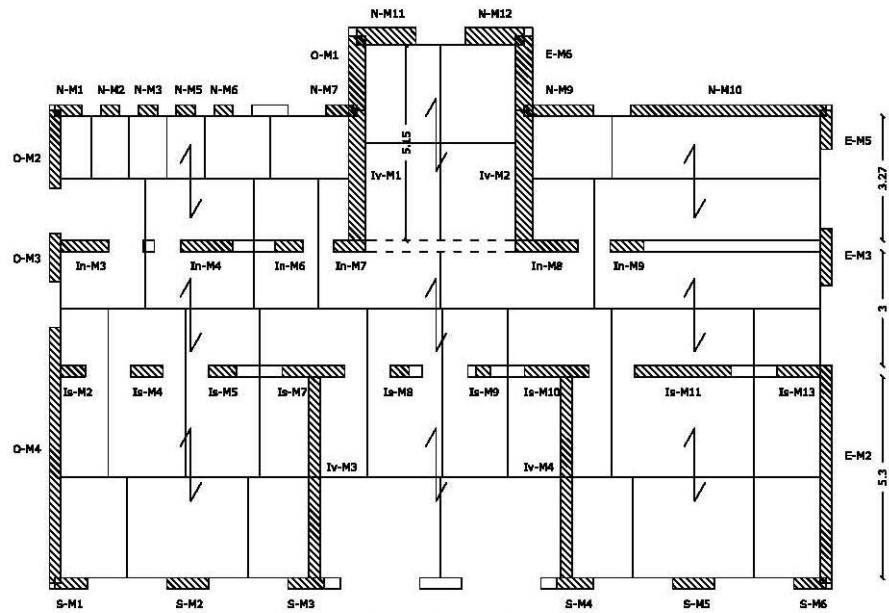 N-M11 N-M12
O-M1 E-M6
N-M1 N-M2 N-M3 N-M5 N-M6 N-M7 N-M9 N-M10
5.15
O-M2 E-M5
3.27
Iv-M1 Iv-M2
O-M3 E-M3
In-M3 In-M4 In-M6 In-M7 In-M8 In-M9
3
Is-M2 Is-M4 Is-M5 Is-M7 Is-M8 Is-M9 Is-M10 Is-M11 Is-M13
O-M4 E-M2
Iv-M3 Iv-M4
5.3
S-M1 S-M2 S-M3 S-M4 S-M5 S-M6